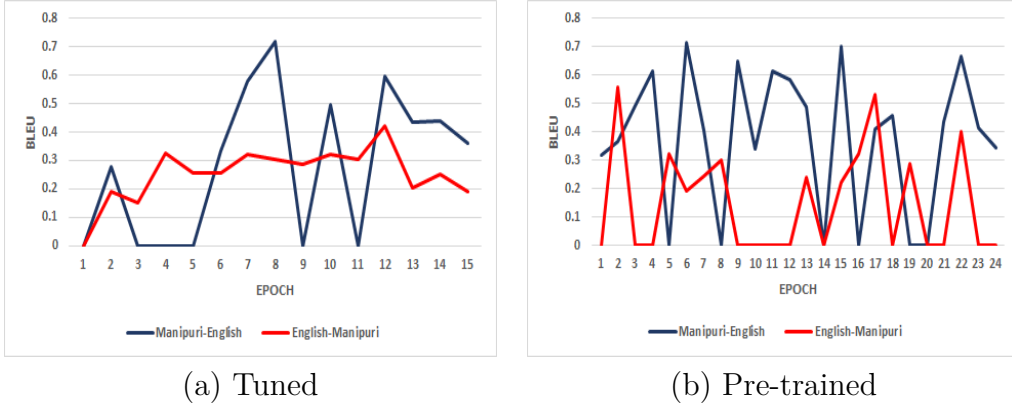 0.8
0.7
0.6
0.5
0.4
0.3
0.2
0.1
0
BLEU
1 2 3 4 5 6 7 8 9 10 11 12 13 14 15
EPOCH
Manipuri-English English-Manipuri
(a) Tuned
0.8
0.7
0.6
0.5
0.4
0.3
0.2
0.1
0
BLEU
1 2 3 4 5 6 7 8 9 10 11 12 13 14 15 16 17 18 19 20 21 22 23 24
EPOCH
Manipuri-English English-Manipuri
(b) Pre-trained